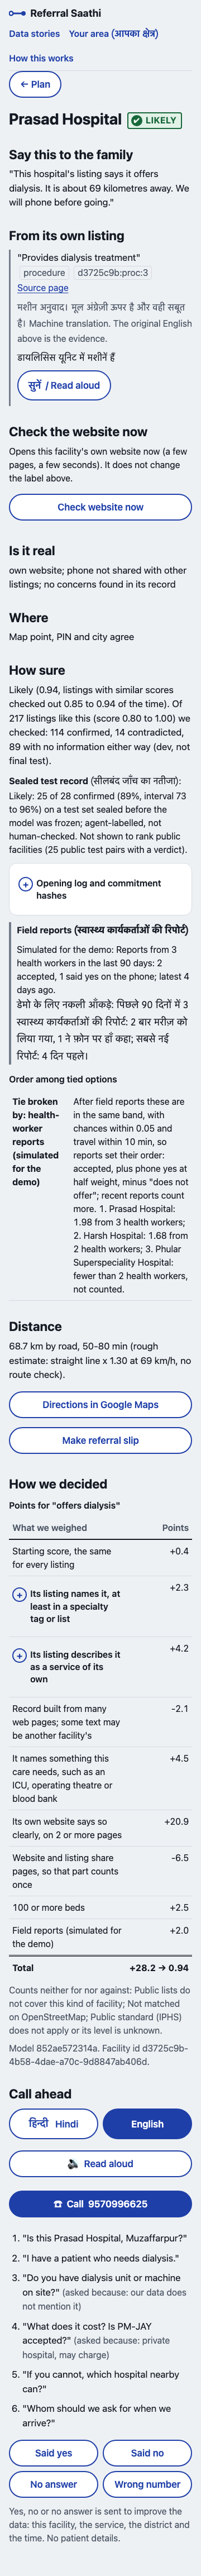 Referral Saathi
Data stories Your area (आपका क्षेत्र)
How this works
← Plan
Prasad Hospital LIKELY
Say this to the family
"This hospital's listing says it offers
dialysis. It is about 69 kilometres away. We
will phone before going."
From its own listing
"Provides dialysis treatment"
procedure d3725c9b:proc:3
Source page
मशीन अनुवाद। मूल अंग्रेज़ी ऊपर है और वही सबूत
है। Machine translation. The original English
above is the evidence.
डायलिसिस यूनिट में मशीनें हैं
सुनें / Read aloud
Check the website now
Opens this facility's own website now (a few
pages, a few seconds). It does not change
the label above.
Check website now
Is it real
own website; phone not shared with other
listings; no concerns found in its record
Where
Map point, PIN and city agree
How sure
Likely (0.94, listings with similar scores
checked out 0.85 to 0.94 of the time). Of
217 listings like this (score 0.80 to 1.00) we
checked: 114 confirmed, 14 contradicted,
89 with no information either way (dev, not
final test).
Sealed test record (सीलबंद जाँच का नतीजा):
Likely: 25 of 28 confirmed (89%, interval 73
to 96%) on a test set sealed before the
model was frozen; agent-labelled, not
human-checked. Not shown to rank public
facilities (25 public test pairs with a verdict).
+ Opening log and commitment
hashes
Field reports (स्वास्थ्य कार्यकर्ताओं की रिपोर्ट)
Simulated for the demo: Reports from 3
health workers in the last 90 days: 2
accepted, 1 said yes on the phone; latest 4
days ago.
डेमो के लिए नकली आँकड़े: पिछले 90 दिनों में 3
स्वास्थ्य कार्यकर्ताओं की रिपोर्ट: 2 बार मरीज़ को
लिया गया, 1 ने फ़ोन पर हाँ कहा; सबसे नई
रिपोर्ट: 4 दिन पहले।
Order among tied options
Tie broken
by: health-
worker
reports
(simulated
for the
demo)
After field reports these are
in the same band, with
chances within 0.05 and
travel within 10 min, so
reports set their order:
accepted, plus phone yes at
half weight, minus "does not
offer"; recent reports count
more. 1. Prasad Hospital:
1.98 from 3 health workers;
2. Harsh Hospital: 1.68 from
2 health workers; 3. Phular
Superspeciality Hospital:
fewer than 2 health workers,
not counted.
Distance
68.7 km by road, 50-80 min (rough
estimate: straight line x 1.30 at 69 km/h, no
route check).
Directions in Google Maps
Make referral slip
How we decided
Points for "offers dialysis"
What we weighed Points
Starting score, the same +0.4
for every listing
+ Its listing names it, at +2.3
least in a specialty
tag or list
+ Its listing describes it +4.2
as a service of its
own
Record built from many -2.1
web pages; some text may
be another facility's
It names something this +4.5
care needs, such as an
ICU, operating theatre or
blood bank
Its own website says so +20.9
clearly, on 2 or more pages
Website and listing share -6.5
pages, so that part counts
once
100 or more beds +2.5
Field reports (simulated for +2.0
the demo)
Total +28.2 → 0.94
Counts neither for nor against: Public lists do
not cover this kind of facility; Not matched
on OpenStreetMap; Public standard (IPHS)
does not apply or its level is unknown.
Model 852ae572314a. Facility id d3725c9b-
4b58-4dae-a70c-9d8847ab406d.
Call ahead
हिन्दी Hindi English
Read aloud
Call 9570996625
1. "Is this Prasad Hospital, Muzaffarpur?"
2. "I have a patient who needs dialysis."
3. "Do you have dialysis unit or machine
on site?" (asked because: our data does
not mention it)
4. "What does it cost? Is PM-JAY
accepted?" (asked because: private
hospital, may charge)
5. "If you cannot, which hospital nearby
can?"
6. "Whom should we ask for when we
arrive?"
Said yes Said no
No answer Wrong number
Yes, no or no answer is sent to improve the
data: this facility, the service, the district and
the time. No patient details.